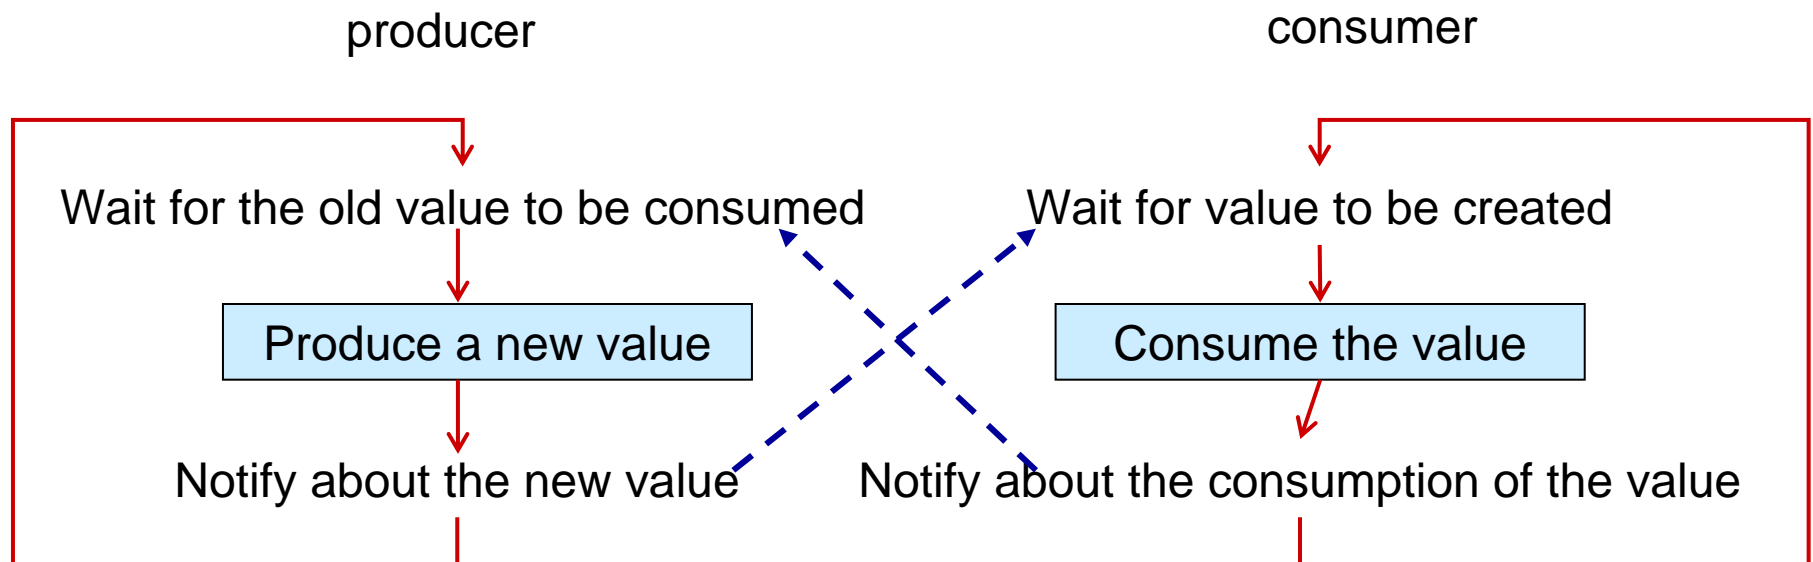 producer
consumer
Wait for the old value to be consumed
Wait for value to be created
Produce a new value
Consume the value
Notify about the new value
Notify about the consumption of the value